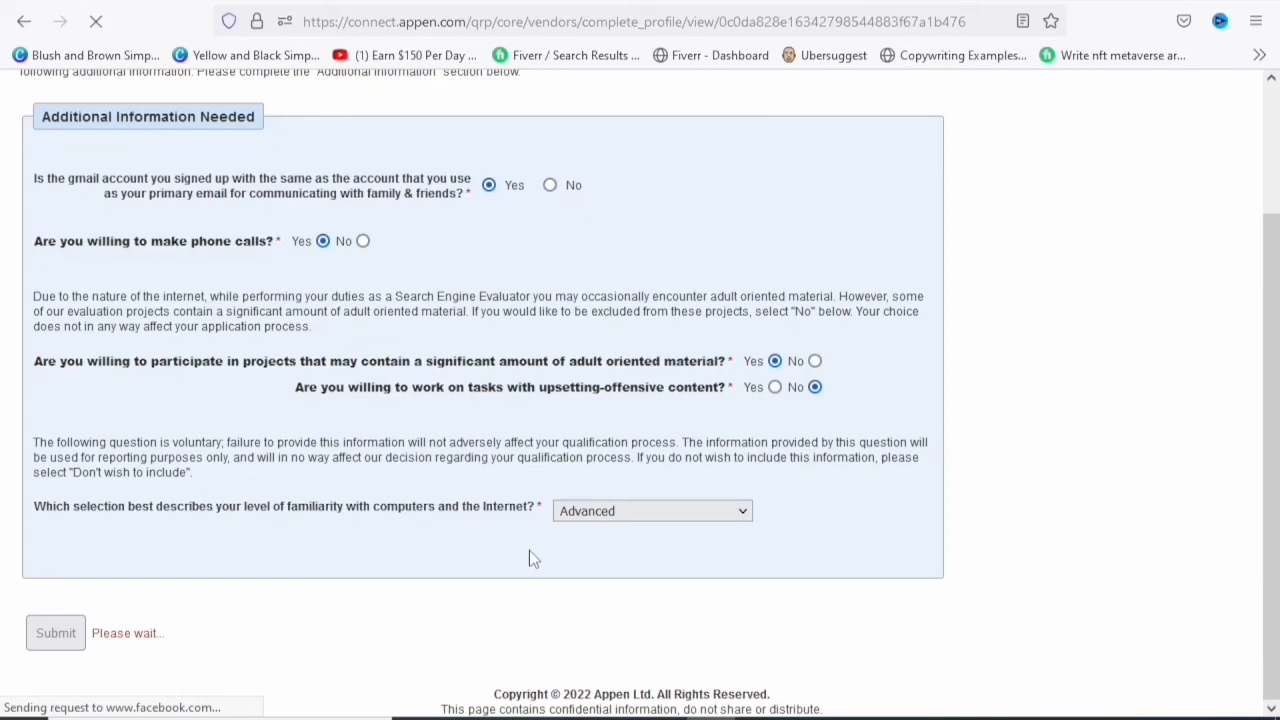 https://connect.appen.com/qrp/core/vendors/complete_profile/view/0c0da828e16342798544883f67a1b476
Blush and Brown Simp... Yellow and Black Simp... (1) Earn $150 Per Day ... Fiverr / Search Results ... Fiverr - Dashboard Ubersuggest Copywriting Examples... Write nft metaverse ar...
following additional information. Please complete the "Additional Information" section below.
Additional Information Needed
Is the gmail account you signed up with the same as the account that you use
as your primary email for communicating with family & friends? * Yes No
Are you willing to make phone calls? * Yes No
Due to the nature of the internet, while performing your duties as a Search Engine Evaluator you may occasionally encounter adult oriented material. However, some
of our evaluation projects contain a significant amount of adult oriented material. If you would like to be excluded from these projects, select "No" below. Your choice
does not in any way affect your application process.
Are you willing to participate in projects that may contain a significant amount of adult oriented material? * Yes No
Are you willing to work on tasks with upsetting-offensive content? * Yes No
The following question is voluntary; failure to provide this information will not adversely affect your qualification process. The information provided by this question will
be used for reporting purposes only, and will in no way affect our decision regarding your qualification process. If you do not wish to include this information, please
select "Don't wish to include".
Which selection best describes your level of familiarity with computers and the Internet? * Advanced
Submit Please wait...
Copyright © 2022 Appen Ltd. All Rights Reserved.
Sending request to www.facebook.com...
This page contains confidential information, do not share or distribute.